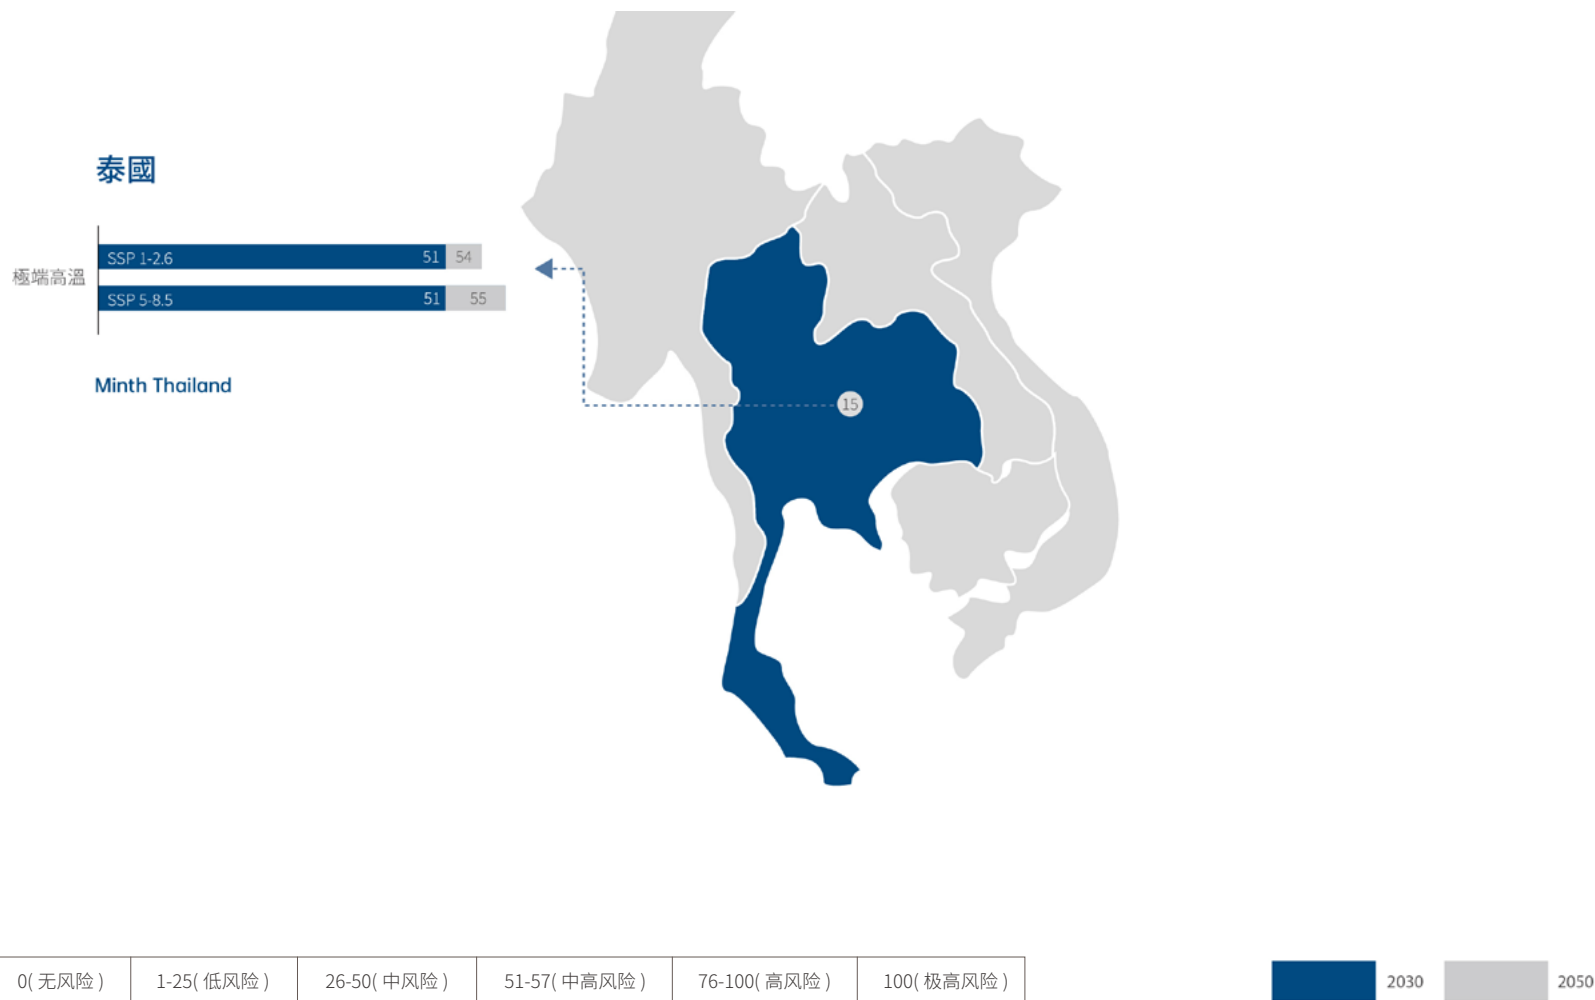 泰國
極端高溫
SSP 1-2.6 51 54
SSP 5-8.5 51 55
Minth Thailand
15
0( 无风险 ) 1-25( 低风险 ) 26-50( 中风险 ) 51-57( 中高风险 ) 76-100( 高风险 ) 100( 极高风险 )
2030 2050